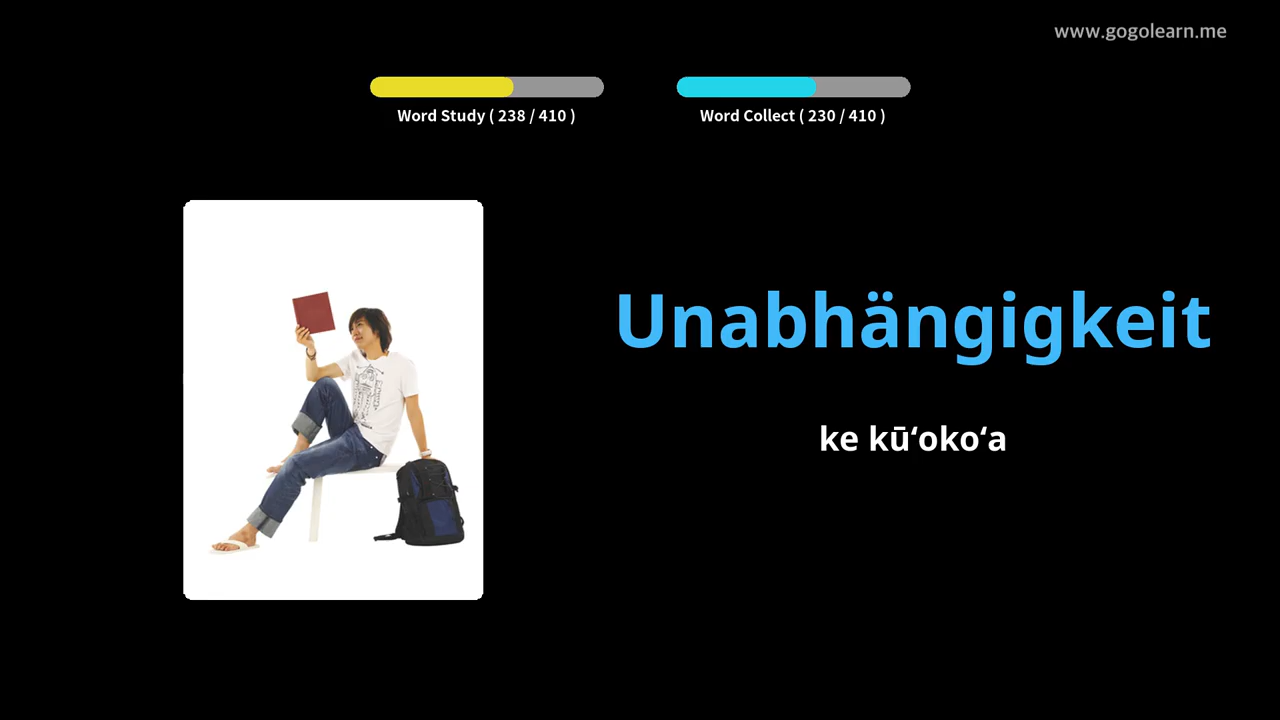 www.gogolearn.me
Word Study ( 238 / 410 )
Word Collect ( 230 / 410 )
Unabhängigkeit
ke kūʻokoʻa